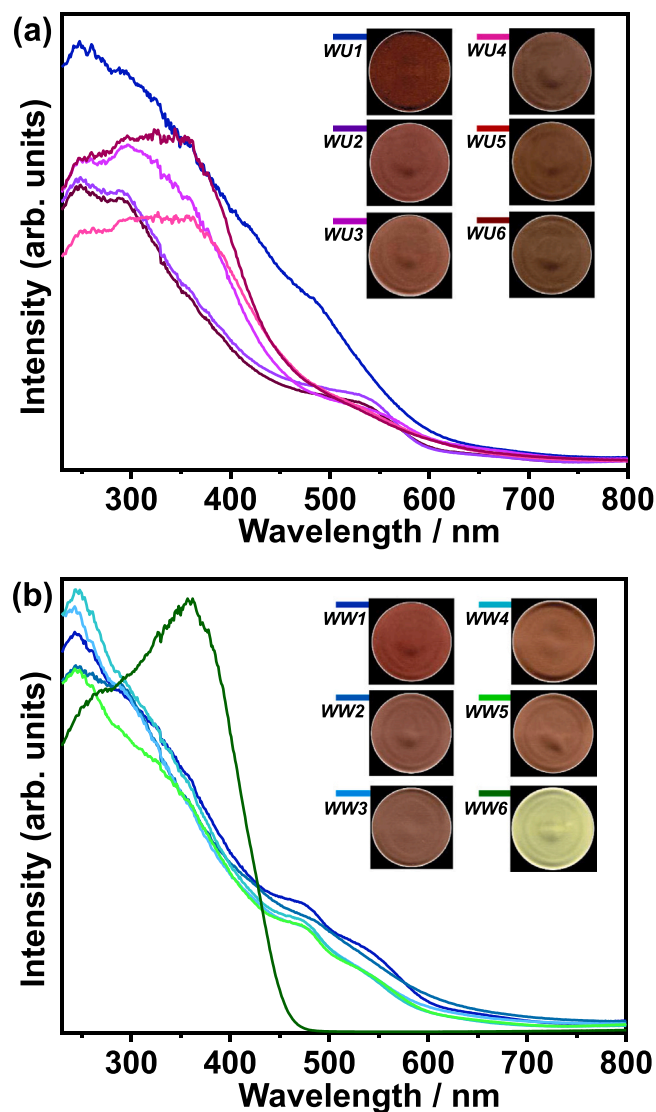 (a)
WU1
WU4
WU2
WU5
WU3
WU6
Intensity (arb. units)
300 400 500 600 700 800
Wavelength / nm
(b)
WW1
WW4
WW2
WW5
WW3
WW6
Intensity (arb. units)
300 400 500 600 700 800
Wavelength / nm